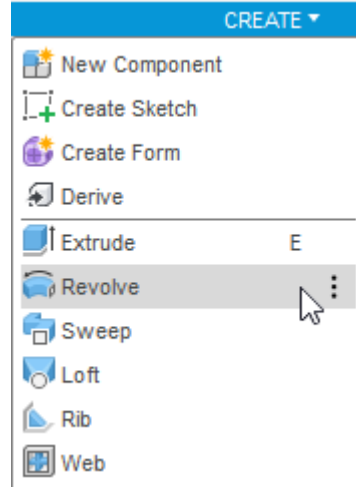 CREATE ▾
New Component
Create Sketch
Create Form
Derive
Extrude E
Revolve
Sweep
Loft
Rib
Web